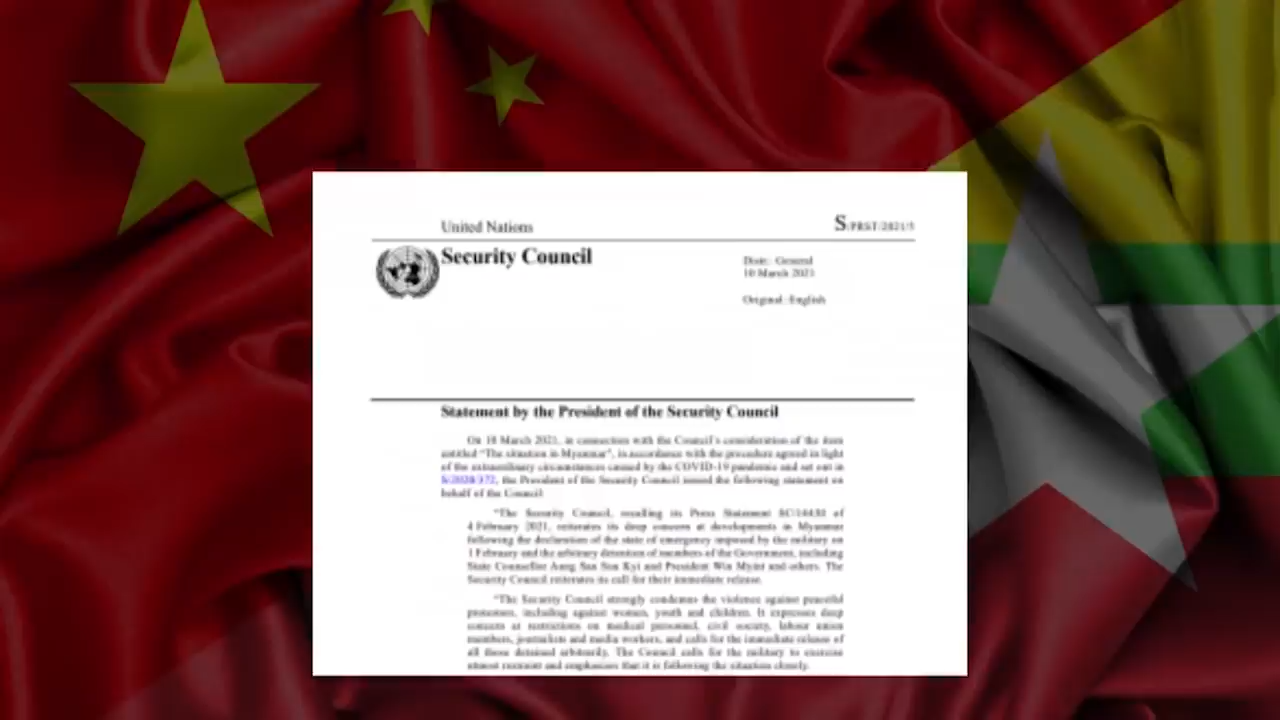 United Nations
S/PRST/2021/5
Security Council
Distr.: General
10 March 2021
Original: English
Statement by the President of the Security Council
On 10 March 2021, in connection with the Council's consideration of the item
entitled "The situation in Myanmar", in accordance with the procedure agreed in light
of the extraordinary circumstances caused by the COVID-19 pandemic and set out in
S/2020/372, the President of the Security Council issued the following statement on
behalf of the Council:
"The Security Council, recalling its Press Statement SC/14430 of
4 February 2021, reiterates its deep concern at developments in Myanmar
following the declaration of the state of emergency imposed by the military on
1 February and the arbitrary detention of members of the Government, including
State Counsellor Aung San Suu Kyi and President Win Myint and others. The
Security Council reiterates its call for their immediate release.
"The Security Council strongly condemns the violence against peaceful
protestors, including against women, youth and children. It expresses deep
concern at restrictions on medical personnel, civil society, labour union
members, journalists and media workers, and calls for the immediate release of
all those detained arbitrarily. The Council calls for the military to exercise
utmost restraint and emphasises that it is following the situation closely.